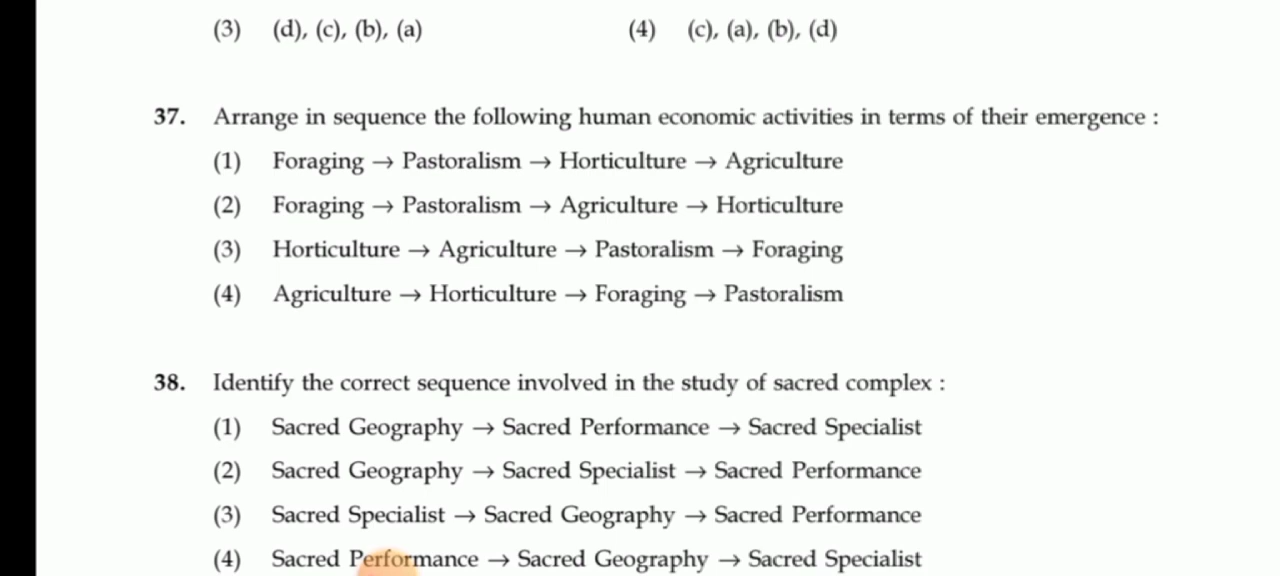 (3) (d), (c), (b), (a) (4) (c), (a), (b), (d)
37. Arrange in sequence the following human economic activities in terms of their emergence :
(1) Foraging → Pastoralism → Horticulture → Agriculture
(2) Foraging → Pastoralism → Agriculture → Horticulture
(3) Horticulture → Agriculture → Pastoralism → Foraging
(4) Agriculture → Horticulture → Foraging → Pastoralism
38. Identify the correct sequence involved in the study of sacred complex :
(1) Sacred Geography → Sacred Performance → Sacred Specialist
(2) Sacred Geography → Sacred Specialist → Sacred Performance
(3) Sacred Specialist → Sacred Geography → Sacred Performance
(4) Sacred Performance → Sacred Geography → Sacred Specialist